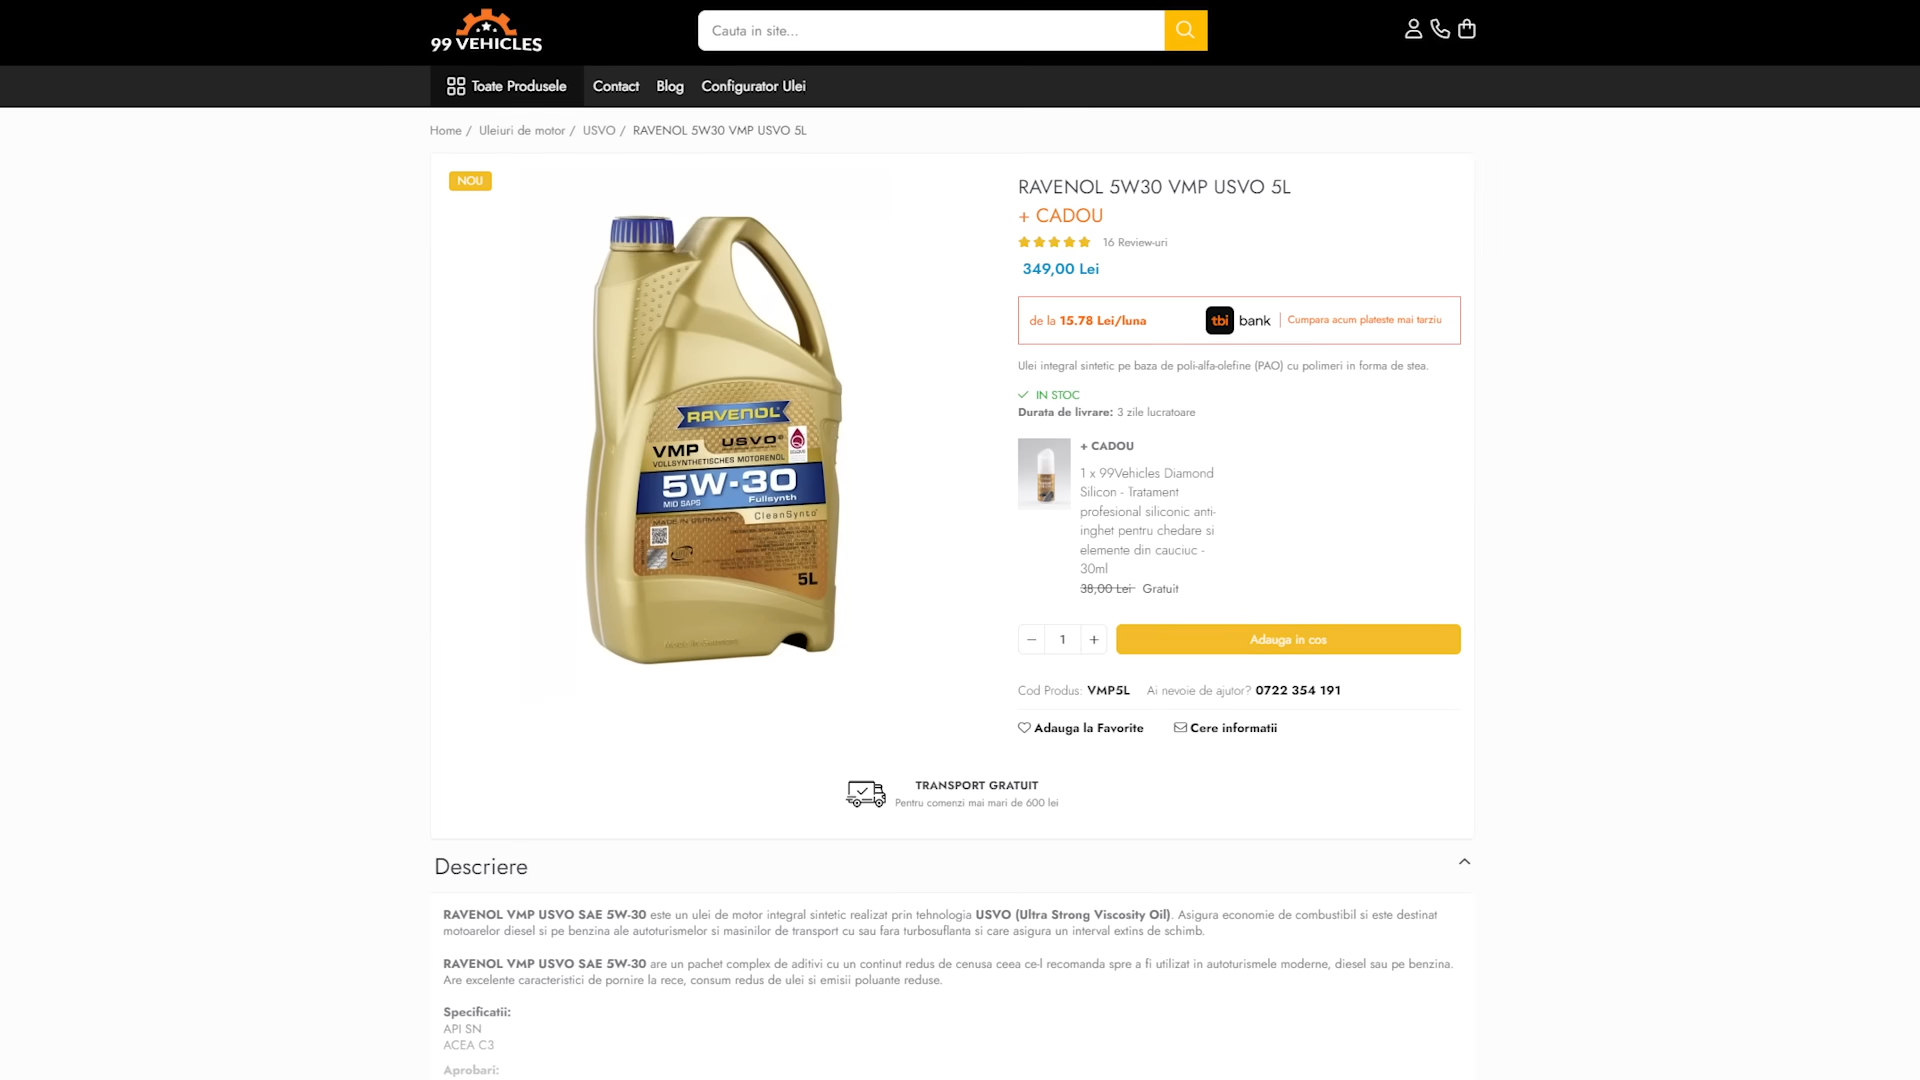 99 VEHICLES
Cauta in site...
Toate Produsele
Contact
Blog
Configurator Ulei
Home / Uleiuri de motor / USVO / RAVENOL 5W30 VMP USVO 5L
NOU
RAVENOL
VMP USVO
VOLLSYNTHETISCHES MOTORENÖL
5W-30
MID SAPS Fullsynth
CleanSynto
MADE IN GERMANY
5L
RAVENOL 5W30 VMP USVO 5L
+ CADOU
16 Review-uri
349,00 Lei
de la 15.78 Lei/luna
tbi bank
Cumpara acum plateste mai tarziu
Ulei integral sintetic pe baza de poli-alfa-olefine (PAO) cu polimeri in forma de stea.
IN STOC
Durata de livrare: 3 zile lucratoare
+ CADOU
1 x 99Vehicles Diamond
Silicon - Tratament
profesional siliconic anti-
inghet pentru chedare si
elemente din cauciuc -
30ml
38,00 Lei Gratuit
− 1 +
Adauga in cos
Cod Produs: VMP5L
Ai nevoie de ajutor? 0722 354 191
Adauga la Favorite
Cere informatii
TRANSPORT GRATUIT
Pentru comenzi mai mari de 600 lei
Descriere
RAVENOL VMP USVO SAE 5W-30 este un ulei de motor integral sintetic realizat prin tehnologia USVO (Ultra Strong Viscosity Oil). Asigura economie de combustibil si este destinat
motoarelor diesel si pe benzina ale autoturismelor si masinilor de transport cu sau fara turbosuflanta si care asigura un interval extins de schimb.
RAVENOL VMP USVO SAE 5W-30 are un pachet complex de aditivi cu un continut redus de cenusa ceea ce-l recomanda spre a fi utilizat in autoturismele moderne, diesel sau pe benzina.
Are excelente caracteristici de pornire la rece, consum redus de ulei si emisii poluante reduse.
Specificatii:
API SN
ACEA C3
Aprobari: